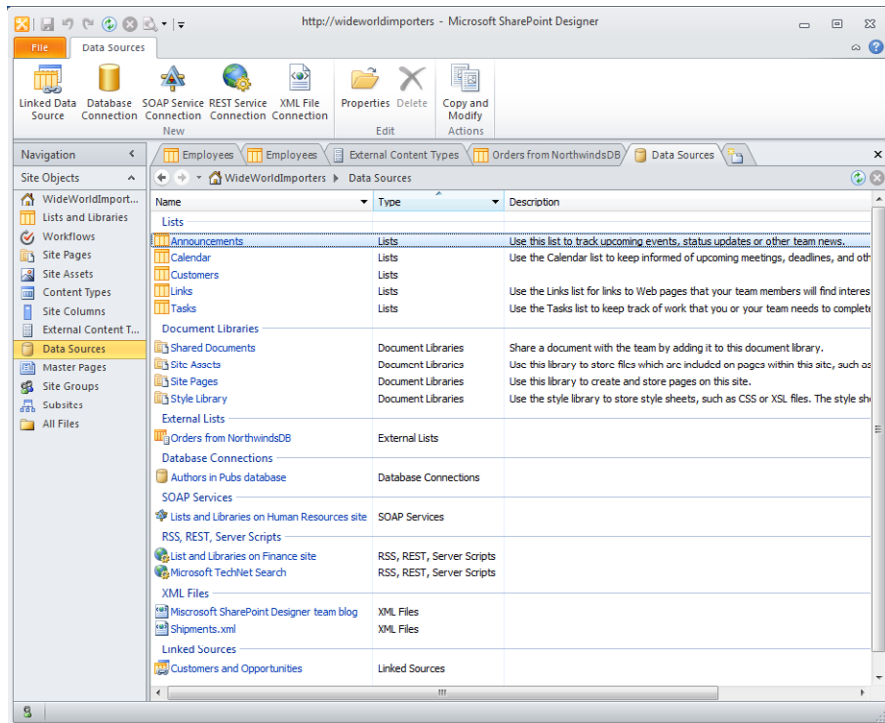 http://wideworldimporters - Microsoft SharePoint Designer
File Data Sources
Linked Data Source
Database Connection
SOAP Service Connection
REST Service Connection
XML File Connection
Properties
Delete
Copy and Modify
New Edit Actions
Navigation
Employees Employees External Content Types Orders from NorthwindsDB Data Sources
Site Objects
WideWorldImporters Data Sources
WideWorldImport...
Lists and Libraries
Workflows
Site Pages
Site Assets
Content Types
Site Columns
External Content T...
Data Sources
Master Pages
Site Groups
Subsites
All Files
Name Type Description
Lists
Announcements Lists Use this list to track upcoming events, status updates or other team news.
Calendar Lists Use the Calendar list to keep informed of upcoming meetings, deadlines, and oth
Customers Lists
Links Lists Use the Links list for links to Web pages that your team members will find interes
Tasks Lists Use the Tasks list to keep track of work that you or your team needs to complete
Document Libraries
Shared Documents Document Libraries Share a document with the team by adding it to this document library.
Site Assets Document Libraries Use this library to store files which are included on pages within this site, such as
Site Pages Document Libraries Use this library to create and store pages on this site.
Style Library Document Libraries Use the style library to store style sheets, such as CSS or XSL files. The style she
External Lists
Orders from NorthwindsDB External Lists
Database Connections
Authors in Pubs database Database Connections
SOAP Services
Lists and Libraries on Human Resources site SOAP Services
RSS, REST, Server Scripts
List and Libraries on Finance site RSS, REST, Server Scripts
Microsoft TechNet Search RSS, REST, Server Scripts
XML Files
Miscrosoft SharePoint Designer team blog XML Files
Shipments.xml XML Files
Linked Sources
Customers and Opportunities Linked Sources